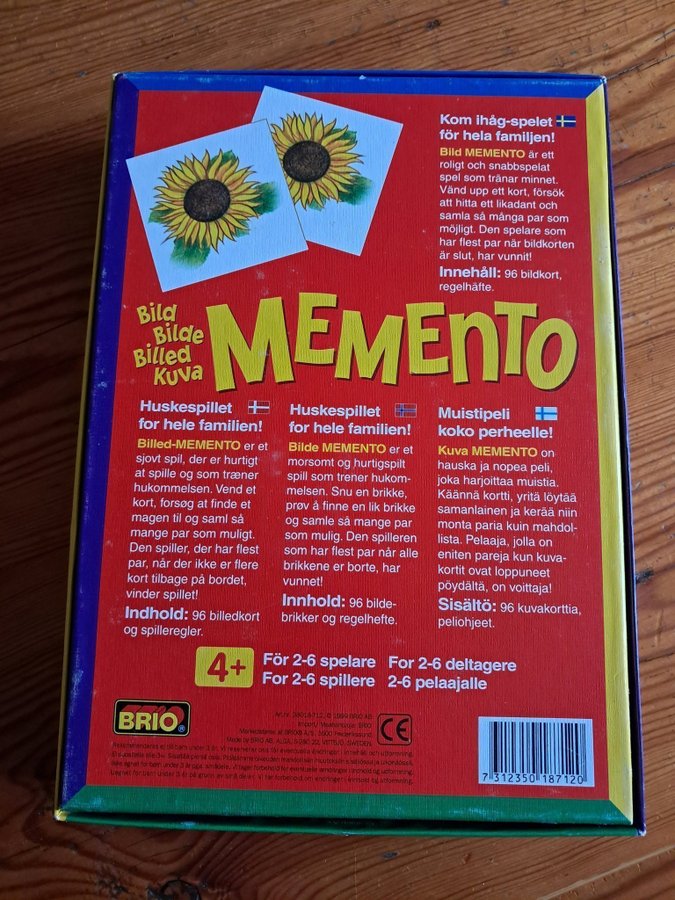 Kom ihåg-spelet
för hela familjen!
Bild MEMENTO är ett
roligt och snabbspelat
spel som tränar minnet.
Vänd upp ett kort, försök
att hitta ett likadant och
samla så många par som
möjligt. Den spelare som
har flest par när bildkorten
är slut, har vunnit!
Innehåll: 96 bildkort,
regelhäfte.
Bild
Bilde
Billed
Kuva
MEMENTO
Huskespillet
for hele familien!
Billed-MEMENTO er et
sjovt spil, der er hurtigt
at spille og som træner
hukommelsen. Vend et
kort, forsøg at finde et
magen til og saml så
mange par som muligt.
Den spiller, der har flest
par, når der ikke er flere
kort tilbage på bordet,
vinder spillet!
Indhold: 96 billedkort
og spilleregler.
Huskespillet
for hele familien!
Bilde MEMENTO er et
morsomt og hurtigspilt
spill som trener hukom-
melsen. Snu en brikke,
prøv å finne en lik brikke
og samle så mange par
som mulig. Den spilleren
som har flest par når alle
brikkene er borte, har
vunnet!
Innhold: 96 bilde-
brikker og regelhefte.
Muistipeli
koko perheelle!
Kuva MEMENTO on
hauska ja nopea peli,
joka harjoittaa muistia.
Käännä kortti, yritä löytää
samanlainen ja kerää niin
monta paria kuin mahdol-
lista. Pelaaja, jolla on
eniten pareja kun kuva-
kortit ovat loppuneet
pöydältä, on voittaja!
Sisältö: 96 kuvakorttia,
peliohjeet.
4+
För 2-6 spelare
For 2-6 deltagere
For 2-6 spillere
2-6 pelaajalle
BRIO
© 1999 BRIO AB
Made by BRIO AB
SWEDEN
CE
7 312350 187120